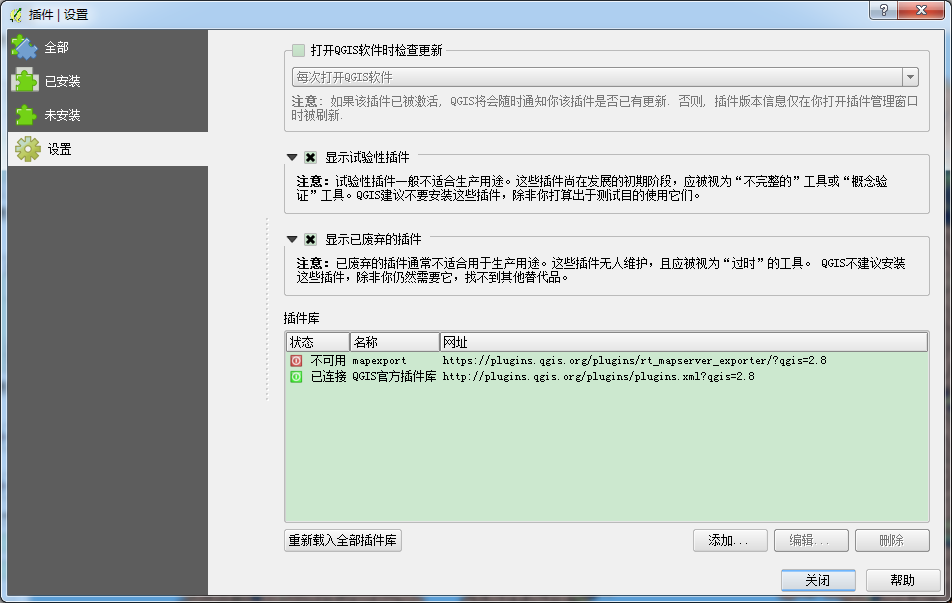 插件 | 设置
?
全部
已安装
未安装
设置
打开QGIS软件时检查更新
每次打开QGIS软件
注意: 如果该插件已被激活, QGIS将会随时通知你该插件是否已有更新. 否则, 插件版本信息仅在你打开插件管理窗口
时被刷新.
显示试验性插件
注意：试验性插件一般不适合生产用途。这些插件尚在发展的初期阶段，应被视为“不完整的”工具或“概念验
证”工具。QGIS建议不要安装这些插件，除非你打算出于测试目的使用它们。
显示已废弃的插件
注意：已废弃的插件通常不适合用于生产用途。这些插件无人维护，且应被视为“过时”的工具。 QGIS不建议安装
这些插件，除非你仍然需要它，找不到其他替代品。
插件库
状态 名称 网址
不可用 mapexport https://plugins.qgis.org/plugins/rt_mapserver_exporter/?qgis=2.8
已连接 QGIS官方插件库 http://plugins.qgis.org/plugins/plugins.xml?qgis=2.8
重新载入全部插件库 添加... 编辑... 删除
关闭 帮助